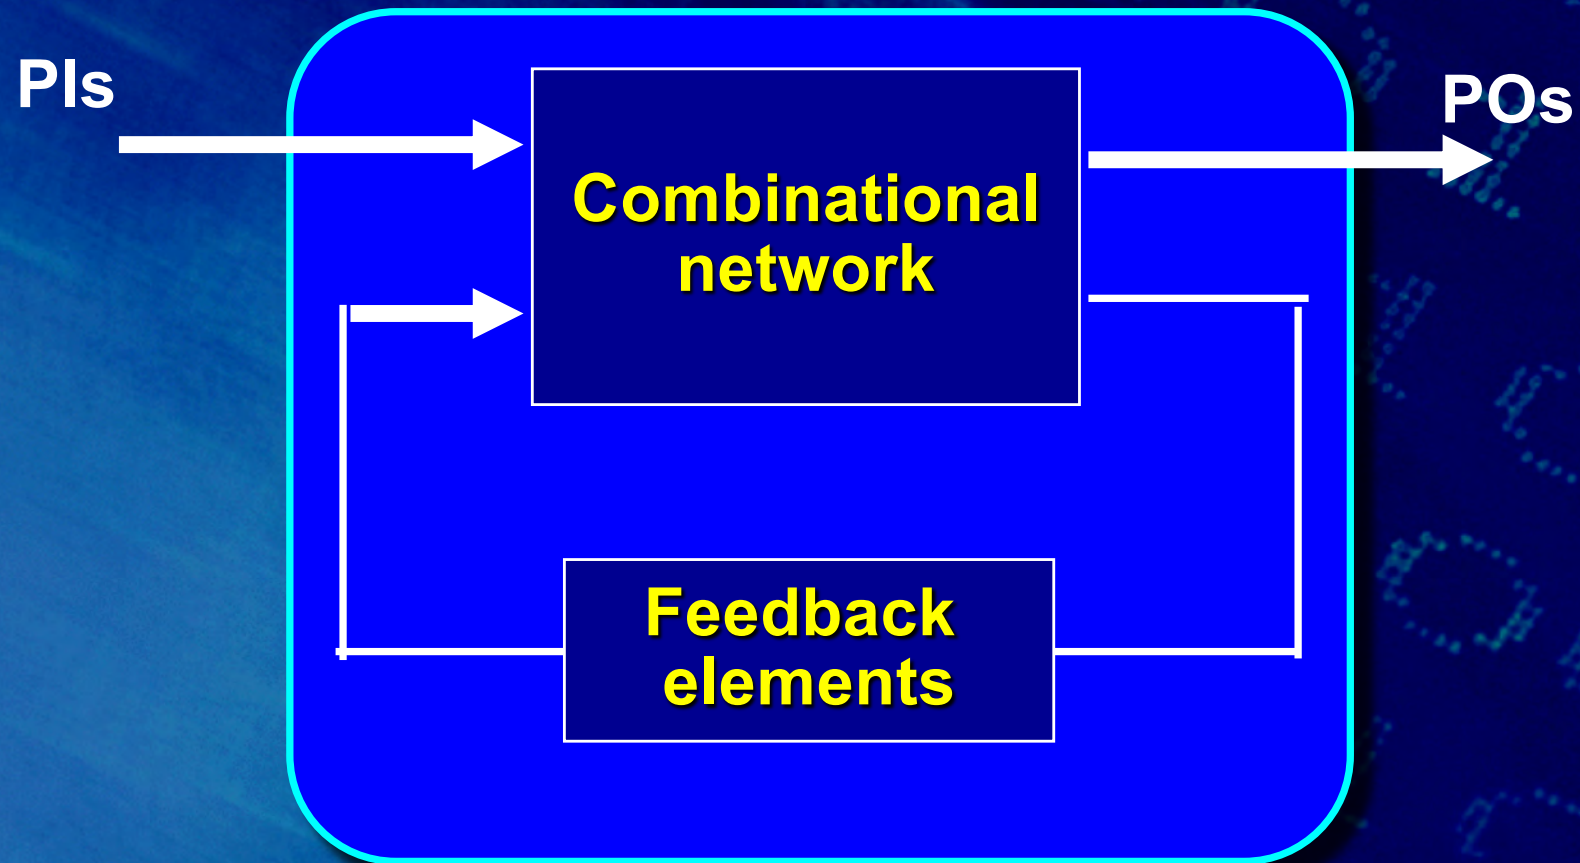 PIs
POs
Combinational
network
Feedback
elements